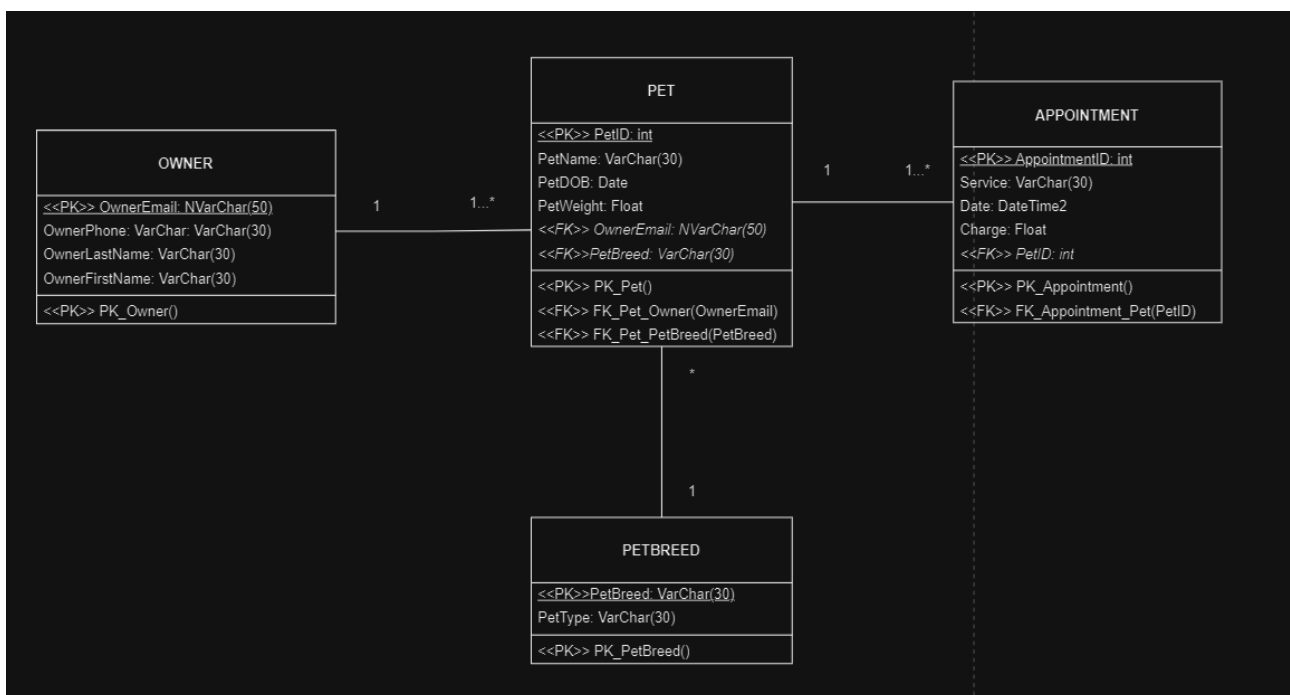 OWNER
<<PK>> OwnerEmail: NVarChar(50)
OwnerPhone: VarChar: VarChar(30)
OwnerLastName: VarChar(30)
OwnerFirstName: VarChar(30)
<<PK>> PK_Owner()
1
1...*
PET
<<PK>> PetID: int
PetName: VarChar(30)
PetDOB: Date
PetWeight: Float
<<FK>> OwnerEmail: NVarChar(50)
<<FK>>PetBreed: VarChar(30)
<<PK>> PK_Pet()
<<FK>> FK_Pet_Owner(OwnerEmail)
<<FK>> FK_Pet_PetBreed(PetBreed)
1
1...*
APPOINTMENT
<<PK>> AppointmentID: int
Service: VarChar(30)
Date: DateTime2
Charge: Float
<<FK>> PetID: int
<<PK>> PK_Appointment()
<<FK>> FK_Appointment_Pet(PetID)
*
1
PETBREED
<<PK>>PetBreed: VarChar(30)
PetType: VarChar(30)
<<PK>> PK_PetBreed()